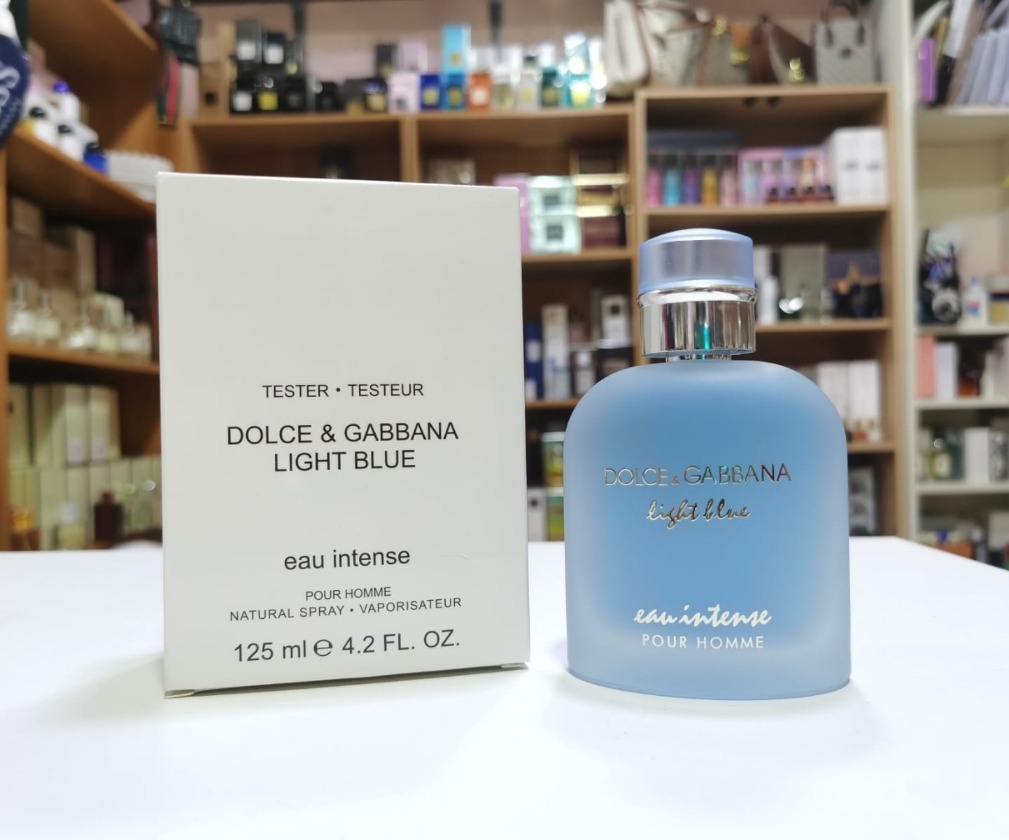 TESTER • TESTEUR
DOLCE & GABBANA
LIGHT BLUE
eau intense
POUR HOMME
NATURAL SPRAY • VAPORISATEUR
125 ml ℮ 4.2 FL. OZ.
DOLCE & GABBANA
light blue
eau intense
POUR HOMME